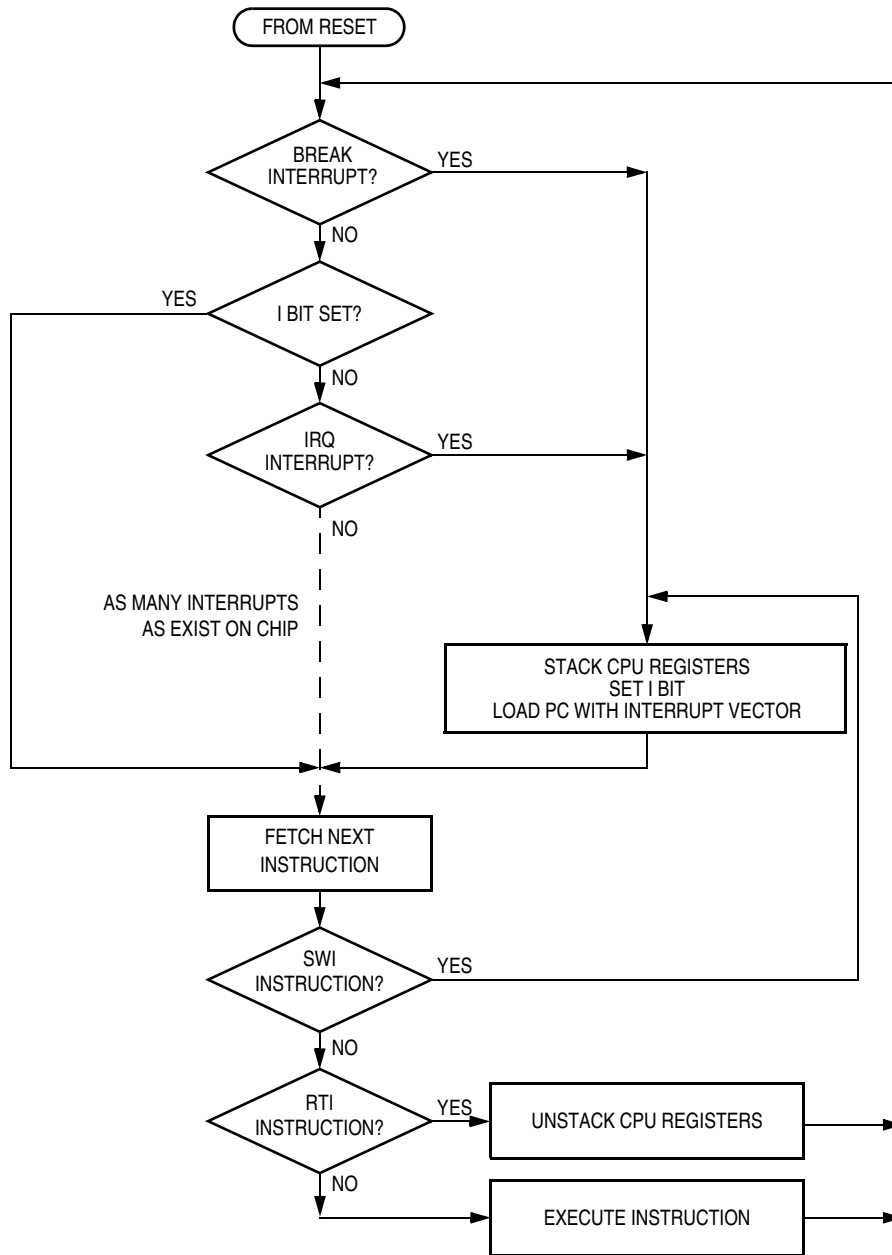 FROM RESET
BREAK
INTERRUPT?
YES
NO
YES
I BIT SET?
NO
IRQ
INTERRUPT?
YES
NO
AS MANY INTERRUPTS
AS EXIST ON CHIP
STACK CPU REGISTERS
SET I BIT
LOAD PC WITH INTERRUPT VECTOR
FETCH NEXT
INSTRUCTION
SWI
INSTRUCTION?
YES
NO
RTI
INSTRUCTION?
YES
UNSTACK CPU REGISTERS
NO
EXECUTE INSTRUCTION